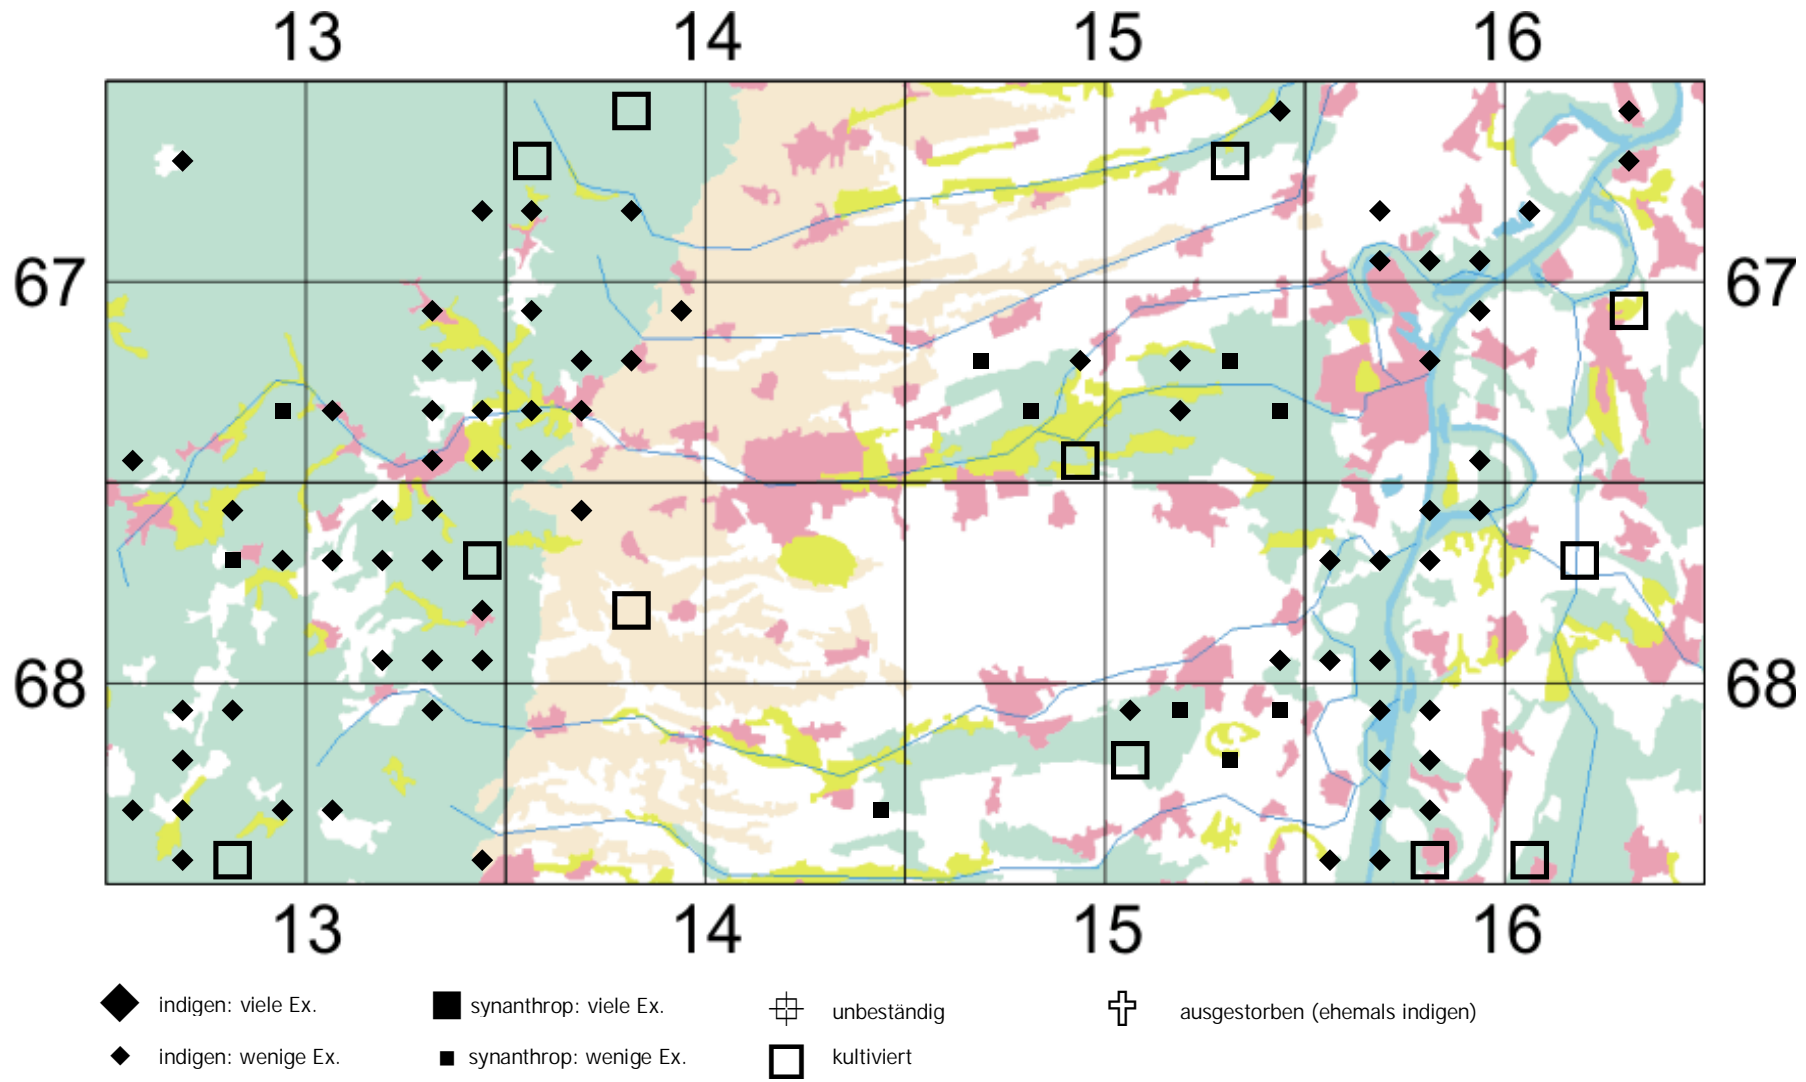 13 14 15 16
67 67
68 68
13 14 15 16
indigen: viele Ex. synanthrop: viele Ex. unbeständig ausgestorben (ehemals indigen)
indigen: wenige Ex. synanthrop: wenige Ex. kultiviert